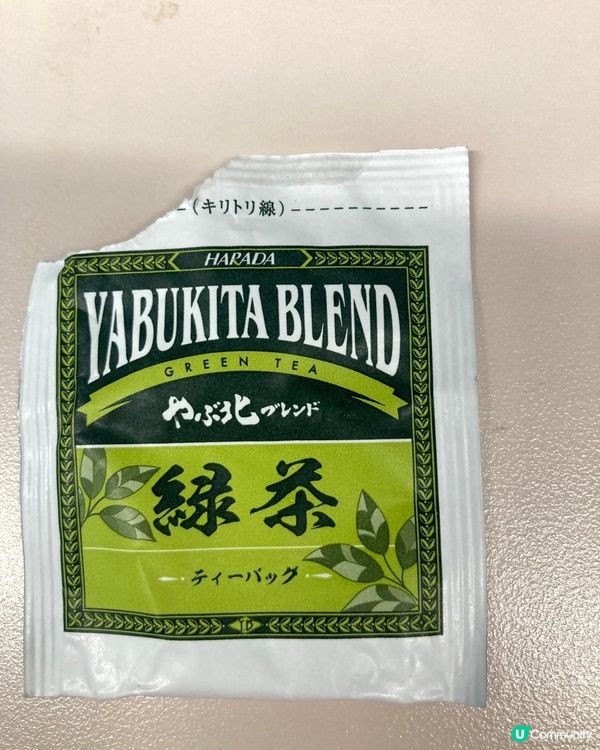 (キリトリ線)
HARADA
YABUKITA BLEND
GREEN TEA
やぶ北ブレンド
緑茶
ティーバッグ
U Community